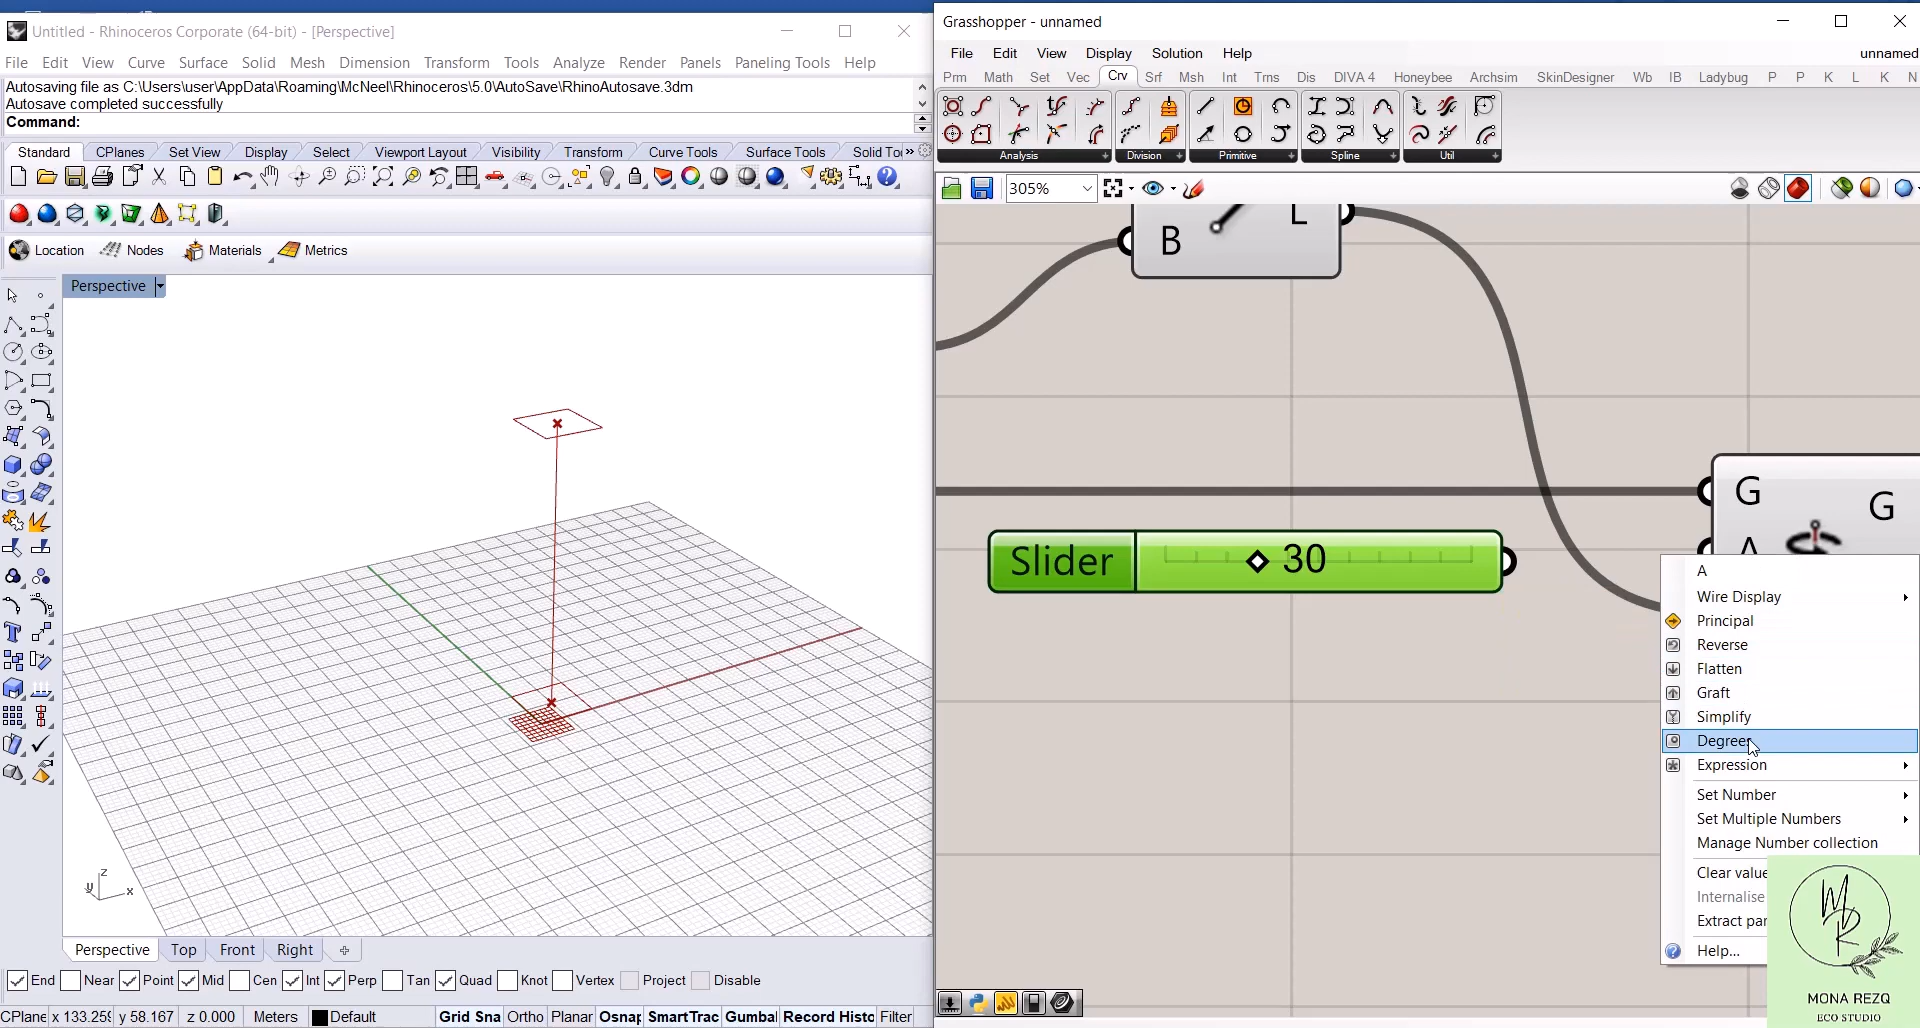 Untitled - Rhinoceros Corporate (64-bit) - [Perspective]
File Edit View Curve Surface Solid Mesh Dimension Transform Tools Analyze Render Panels Paneling Tools Help
Autosaving file as C:\Users\user\AppData\Roaming\McNeel\Rhinoceros\5.0\AutoSave\RhinoAutosave.3dm
Autosave completed successfully
Command:
Standard CPlanes Set View Display Select Viewport Layout Visibility Transform Curve Tools Surface Tools Solid To »
Location Nodes Materials Metrics
Perspective
z
y x
Perspective Top Front Right
End Near Point Mid Cen Int Perp Tan Quad Knot Vertex Project Disable
CPlane x 133.259 y 58.167 z 0.000 Meters Default Grid Sna Ortho Planar Osnap SmartTrac Gumbal Record Histo Filter
Grasshopper - unnamed
File Edit View Display Solution Help unnamed
Prm Math Set Vec Crv Srf Msh Int Trns Dis DIVA 4 Honeybee Archsim SkinDesigner Wb IB Ladybug P P K L K N
Analysis Division Primitive Spline Util
305%
L
B
G
G
A
Slider 30
A
Wire Display
Principal
Reverse
Flatten
Graft
Simplify
Degrees
Expression
Set Number
Set Multiple Numbers
Manage Number collection
Clear value
Internalise
Extract par
Help...
MR
MONA REZQ
ECO STUDIO